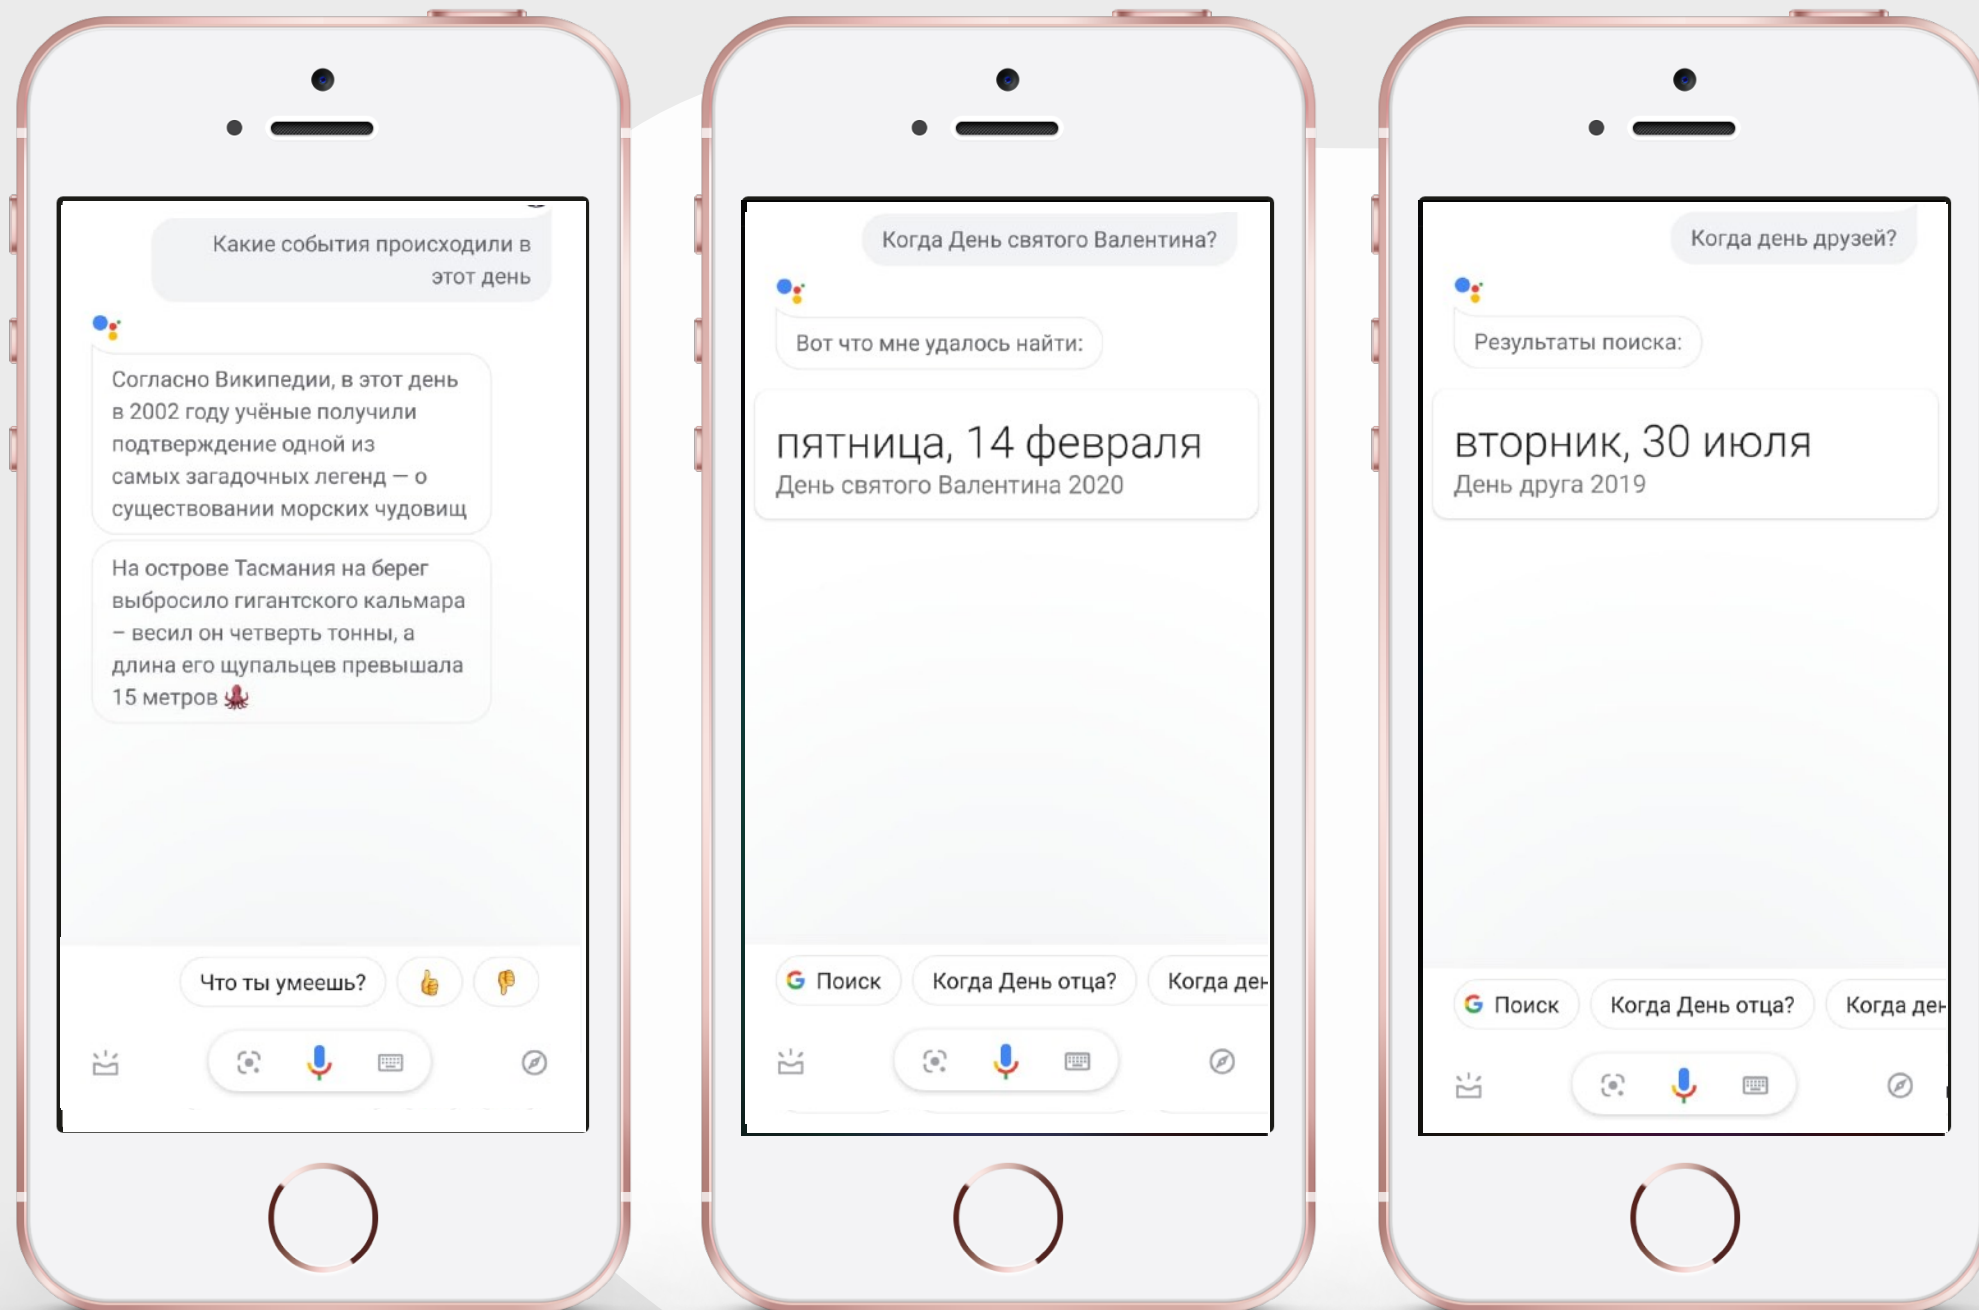 Какие события происходили в
этот день
Согласно Википедии, в этот день
в 2002 году учёные получили
подтверждение одной из
самых загадочных легенд — о
существовании морских чудовищ
На острове Тасмания на берег
выбросило гигантского кальмара
– весил он четверть тонны, а
длина его щупальцев превышала
15 метров 🐙
Что ты умеешь? 👍 👎
Когда День святого Валентина?
Вот что мне удалось найти:
пятница, 14 февраля
День святого Валентина 2020
G Поиск
Когда День отца?
Когда ден
Когда день друзей?
Результаты поиска:
вторник, 30 июля
День друга 2019
G Поиск
Когда День отца?
Когда ден